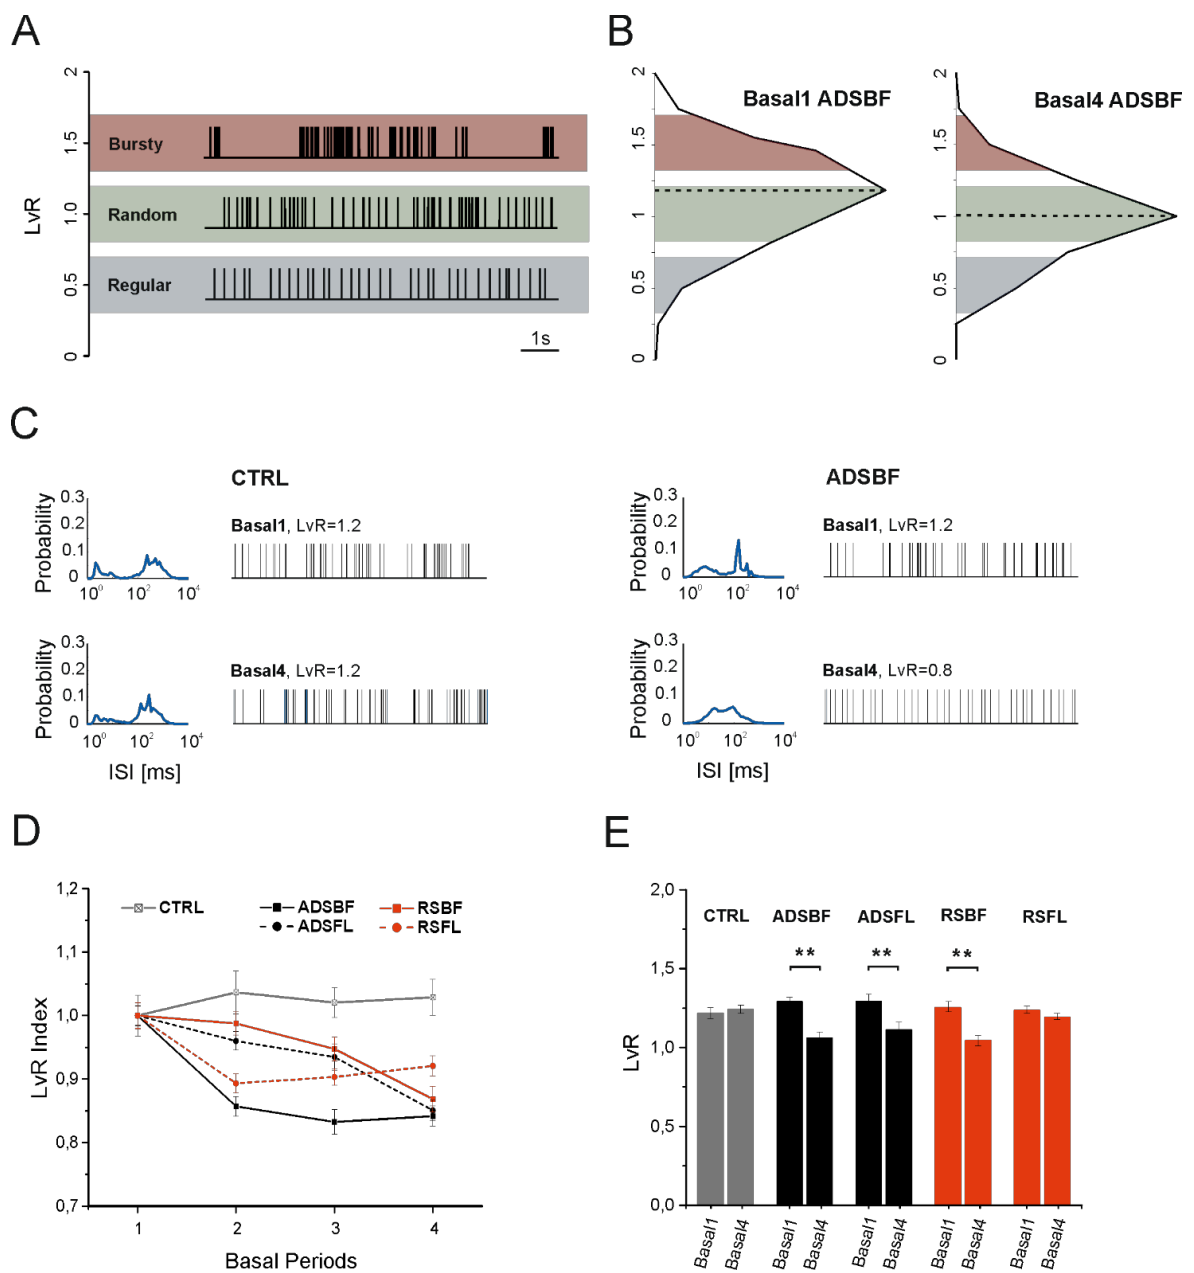 A
LvR
2
1.5
1.0
0.5
0
Bursty
Random
Regular
1s
B
Basal1 ADSBF
2
1.5
1
0.5
0
Basal4 ADSBF
2
1.5
1
0.5
0
C
CTRL
Probability
0.3
0.2
0.1
0
10⁰ 10² 10⁴
Basal1, LvR=1.2
Probability
0.3
0.2
0.1
0
10⁰ 10² 10⁴
ISI [ms]
Basal4, LvR=1.2
ADSBF
Probability
0.3
0.2
0.1
0
10⁰ 10² 10⁴
Basal1, LvR=1.2
Probability
0.3
0.2
0.1
0
10⁰ 10² 10⁴
ISI [ms]
Basal4, LvR=0.8
D
LvR Index
1,2
1,1
1,0
0,9
0,8
0,7
CTRL ADSBF RSBF
ADSFL RSFL
1 2 3 4
Basal Periods
E
LvR
2,0
1,5
1,0
0,5
0,0
CTRL ADSBF ADSFL RSBF RSFL
** ** **
Basal1 Basal4 Basal1 Basal4 Basal1 Basal4 Basal1 Basal4 Basal1 Basal4